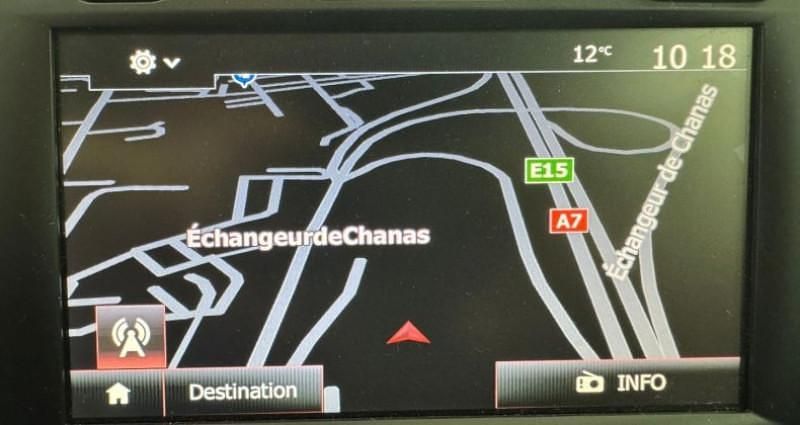 12°C
10 18
E15
A7
Échangeur de Chanas
ÉchangeurdeChanas
Destination
INFO